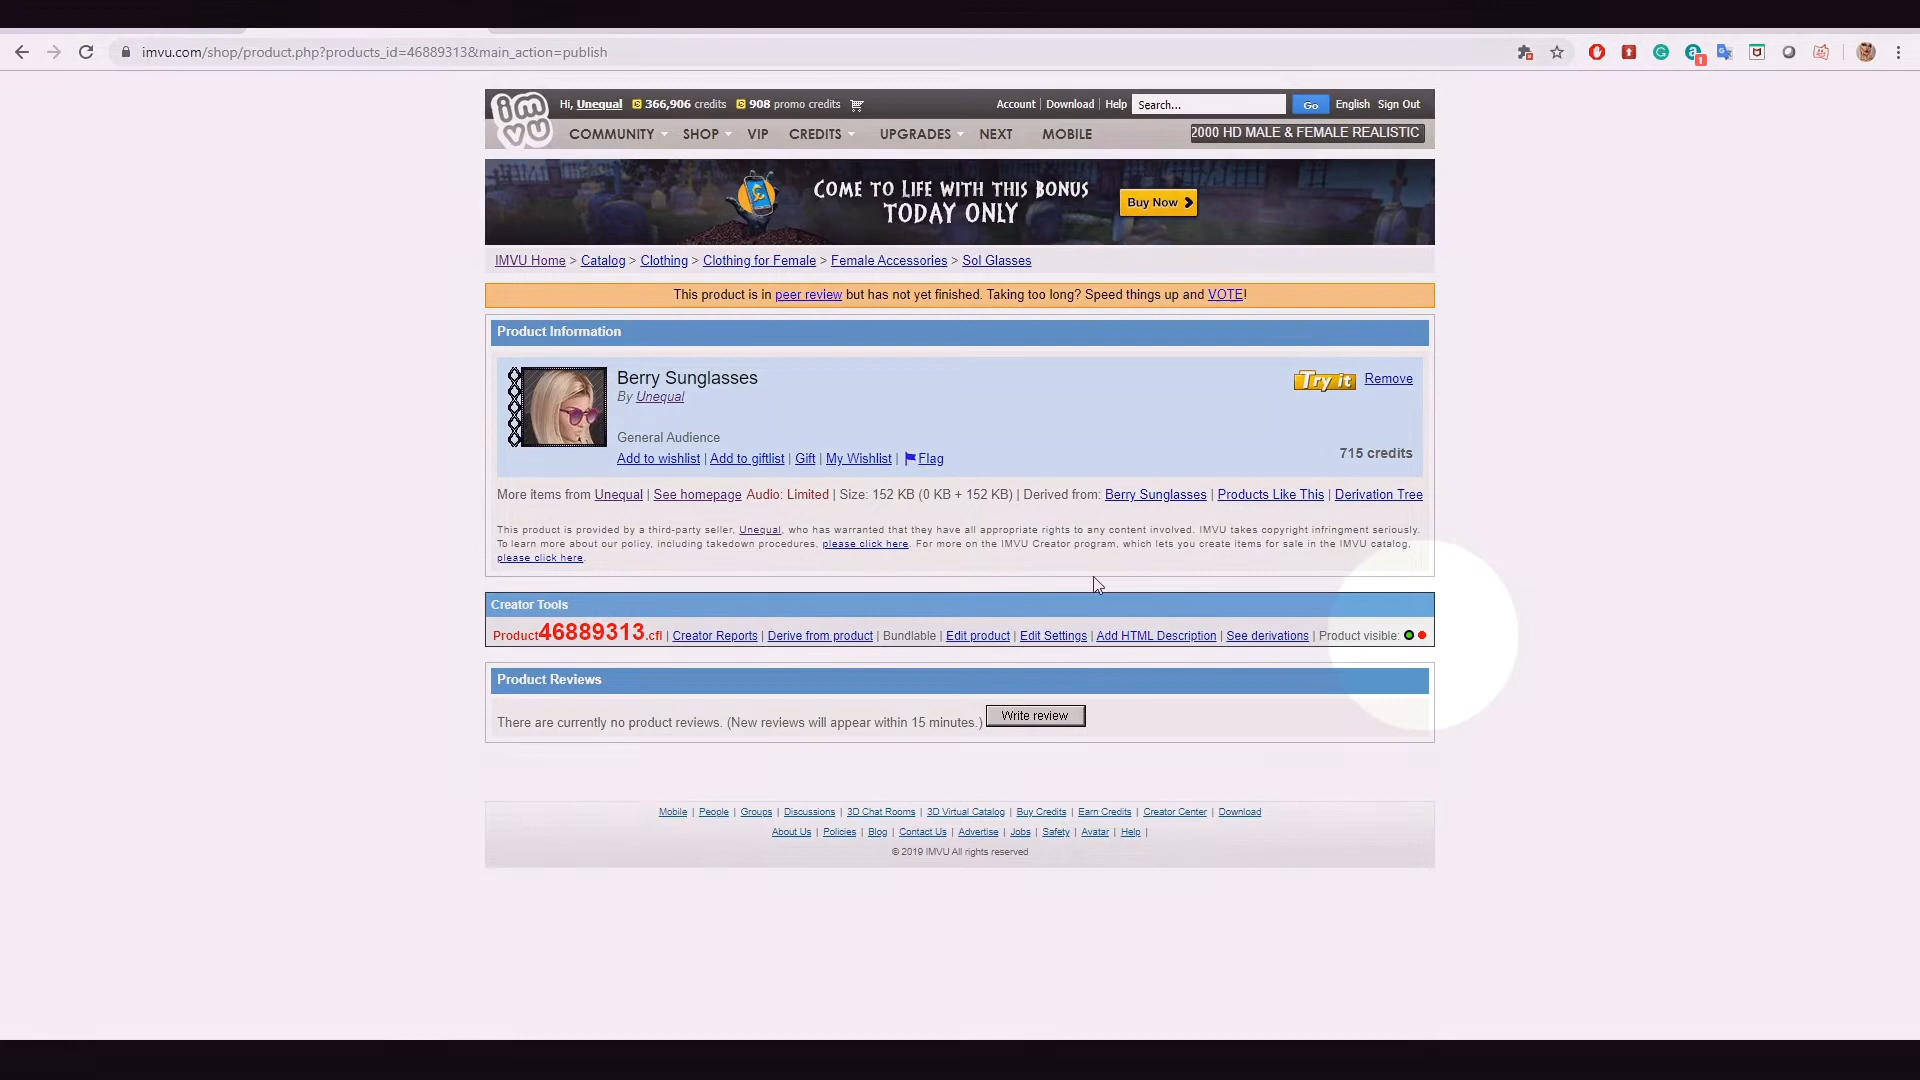 imvu.com/shop/product.php?products_id=46889313&main_action=publish
1
imvu
Hi, Unequal 366,906 credits 908 promo credits Account | Download | Help Search... Go English Sign Out
COMMUNITY SHOP VIP CREDITS UPGRADES NEXT MOBILE 2000 HD MALE & FEMALE REALISTIC
COME TO LIFE WITH THIS BONUS
TODAY ONLY
Buy Now
IMVU Home > Catalog > Clothing > Clothing for Female > Female Accessories > Sol Glasses
This product is in peer review but has not yet finished. Taking too long? Speed things up and VOTE!
Product Information
Berry Sunglasses Try it Remove
By Unequal
General Audience
715 credits
Add to wishlist | Add to giftlist | Gift | My Wishlist | Flag
More items from Unequal | See homepage Audio: Limited | Size: 152 KB (0 KB + 152 KB) | Derived from: Berry Sunglasses | Products Like This | Derivation Tree
This product is provided by a third-party seller, Unequal, who has warranted that they have all appropriate rights to any content involved. IMVU takes copyright infringment seriously.
To learn more about our policy, including takedown procedures, please click here. For more on the IMVU Creator program, which lets you create items for sale in the IMVU catalog,
please click here.
Creator Tools
Product46889313.cfl | Creator Reports | Derive from product | Bundlable | Edit product | Edit Settings | Add HTML Description | See derivations | Product visible:
Product Reviews
There are currently no product reviews. (New reviews will appear within 15 minutes.) Write review
Mobile | People | Groups | Discussions | 3D Chat Rooms | 3D Virtual Catalog | Buy Credits | Earn Credits | Creator Center | Download
About Us | Policies | Blog | Contact Us | Advertise | Jobs | Safety | Avatar | Help |
© 2019 IMVU All rights reserved